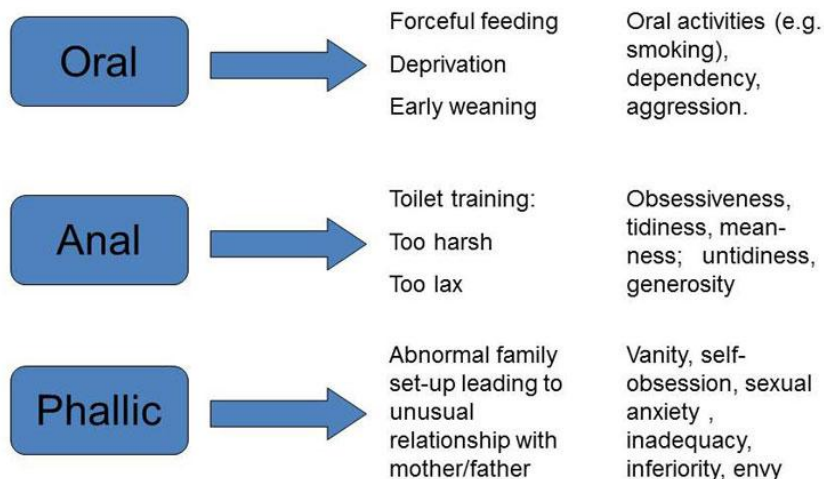 Oral
Forceful feeding
Deprivation
Early weaning
Oral activities (e.g.
smoking),
dependency,
aggression.
Anal
Toilet training:
Too harsh
Too lax
Obsessiveness,
tidiness, mean-
ness; untidiness,
generosity
Phallic
Abnormal family
set-up leading to
unusual
relationship with
mother/father
Vanity, self-
obsession, sexual
anxiety ,
inadequacy,
inferiority, envy